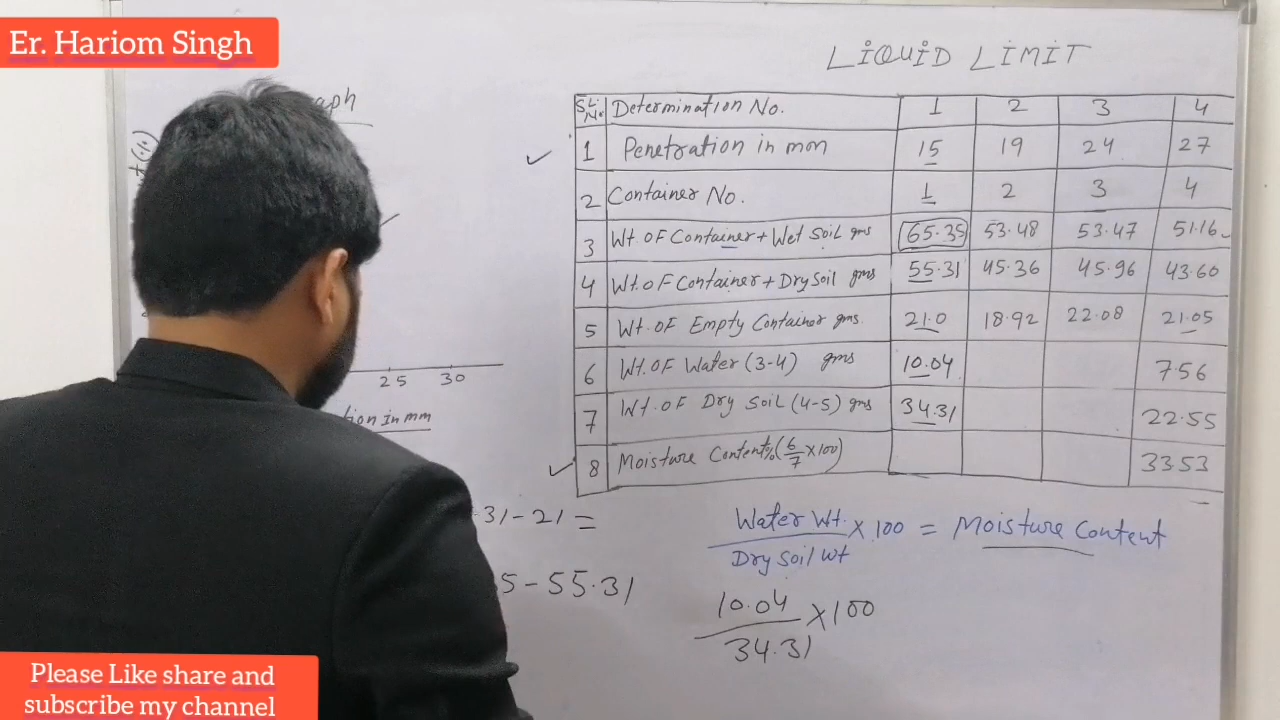 Er. Hariom Singh
LIQUID LIMIT
Sl. No. Determination No. 1 2 3 4
1 Penetration in mm 15 19 24 27
2 Container No. 1 2 3 4
3 Wt. OF Container + Wet Soil gms 65.35 53.48 53.47 51.16
4 Wt. OF Container + Dry Soil gms 55.31 45.36 45.96 43.60
5 Wt. OF Empty Container gms. 21.0 18.92 22.08 21.05
6 Wt. OF Water (3-4) gms 10.04 7.56
7 Wt. OF Dry Soil (4-5) gms 34.31 22.55
8 Moisture Content% (6/7 x 100) 33.53
25 30
in mm
31 - 21 =
5 - 55.31
Water Wt. / Dry Soil Wt x 100 = Moisture Content
10.04 / 34.31 x 100
Please Like share and
subscribe my channel